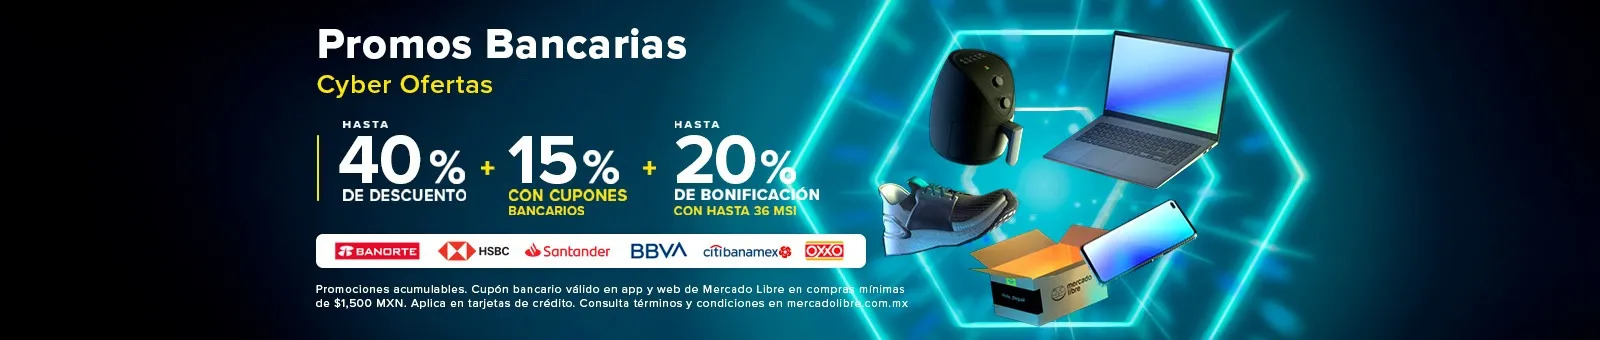 Promos Bancarias
Cyber Ofertas
HASTA
40%
DE DESCUENTO
+
15%
CON CUPONES
BANCARIOS
+
HASTA
20%
DE BONIFICACIÓN
CON HASTA 36 MSI
BANORTE
HSBC
Santander
BBVA
citibanamex
OXXO
Promociones acumulables. Cupón bancario válido en app y web de Mercado Libre en compras mínimas
de $1,500 MXN. Aplica en tarjetas de crédito. Consulta términos y condiciones en mercadolibre.com.mx
mercado
libre